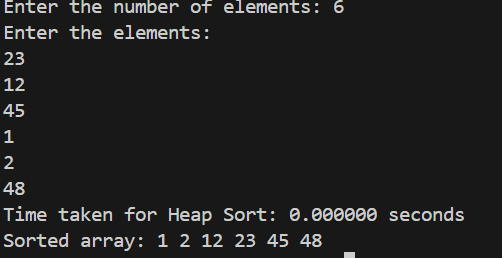 Enter the number of elements: 6
Enter the elements:
23
12
45
1
2
48
Time taken for Heap Sort: 0.000000 seconds
Sorted array: 1 2 12 23 45 48